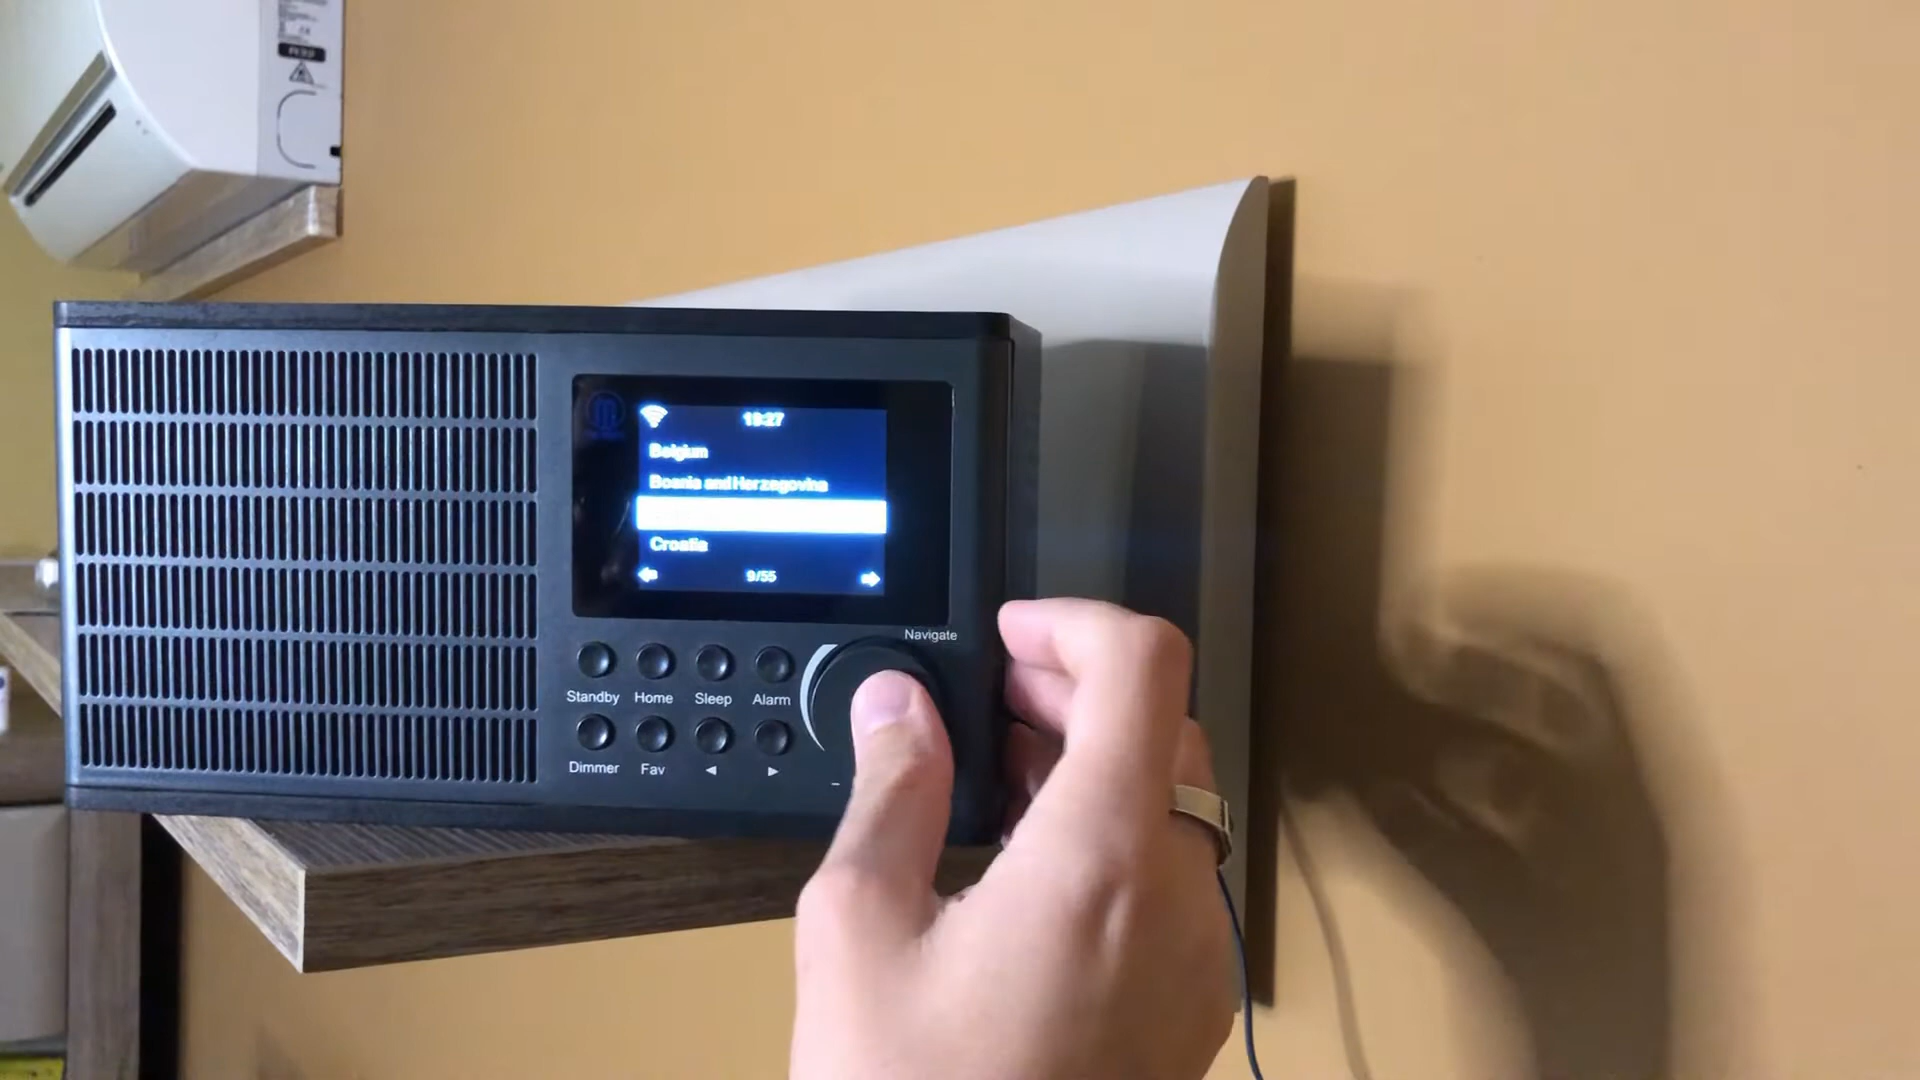 19:27
Belgium
Bosnia and Herzegovina
Croatia
9/55
Navigate
Standby Home Sleep Alarm
Dimmer Fav